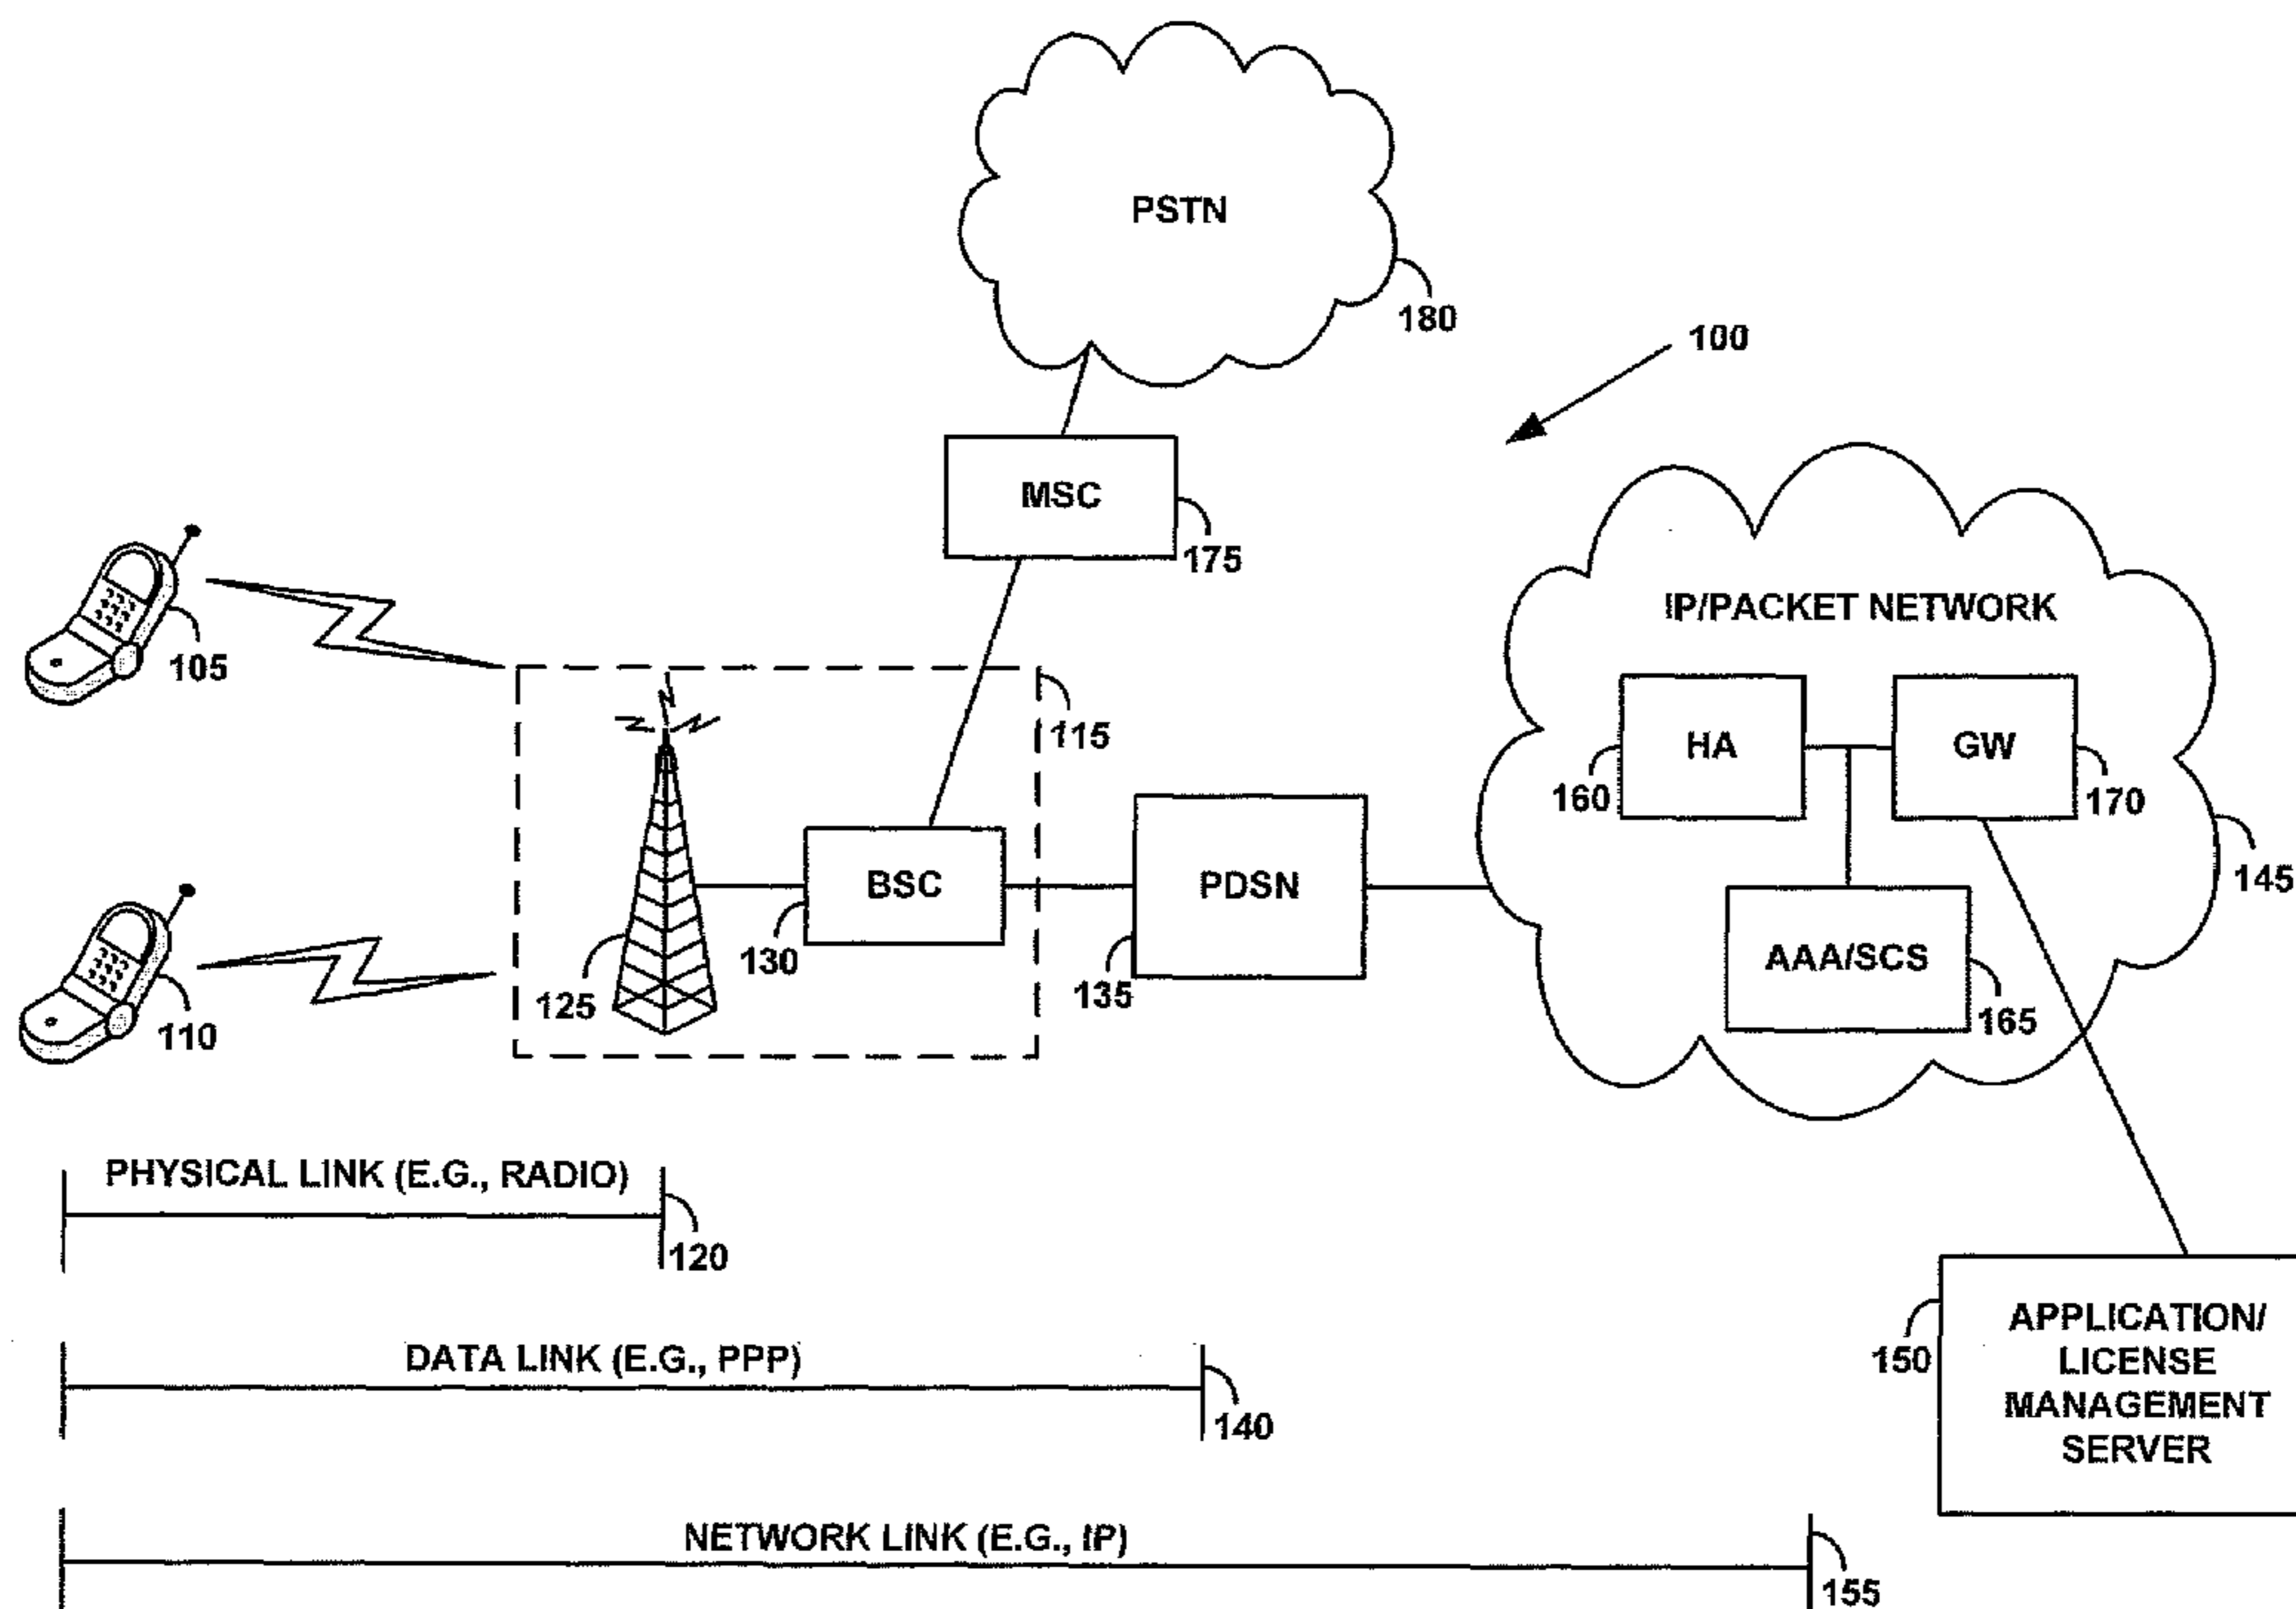 PSTN
180
100
MSC
175
105
IP/PACKET NETWORK
115
HA
GW
160
170
BSC
PDSN
145
130
AAA/SCS
125
135
165
110
PHYSICAL LINK (E.G., RADIO)
120
DATA LINK (E.G., PPP)
140
150
APPLICATION/
LICENSE
MANAGEMENT
SERVER
NETWORK LINK (E.G., IP)
155